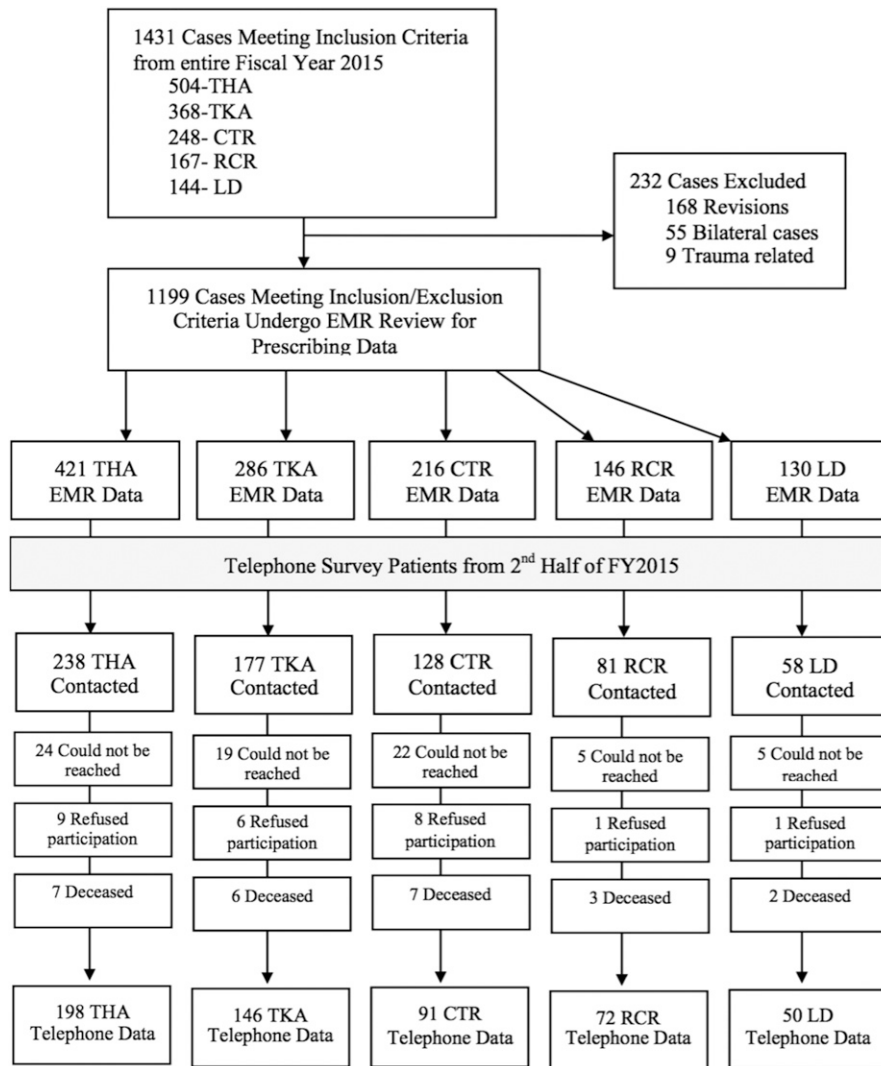 1431 Cases Meeting Inclusion Criteria
from entire Fiscal Year 2015
504-THA
368-TKA
248- CTR
167- RCR
144- LD
232 Cases Excluded
168 Revisions
55 Bilateral cases
9 Trauma related
1199 Cases Meeting Inclusion/Exclusion
Criteria Undergo EMR Review for
Prescribing Data
421 THA
EMR Data
286 TKA
EMR Data
216 CTR
EMR Data
146 RCR
EMR Data
130 LD
EMR Data
Telephone Survey Patients from 2nd Half of FY2015
238 THA
Contacted
177 TKA
Contacted
128 CTR
Contacted
81 RCR
Contacted
58 LD
Contacted
24 Could not be
reached
19 Could not be
reached
22 Could not be
reached
5 Could not be
reached
5 Could not be
reached
9 Refused
participation
6 Refused
participation
8 Refused
participation
1 Refused
participation
1 Refused
participation
7 Deceased
6 Deceased
7 Deceased
3 Deceased
2 Deceased
198 THA
Telephone Data
146 TKA
Telephone Data
91 CTR
Telephone Data
72 RCR
Telephone Data
50 LD
Telephone Data